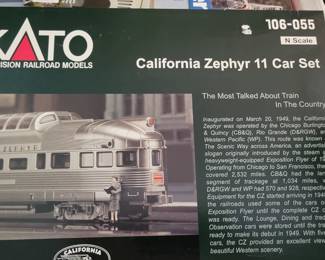 106-055
N Scale
KATO
PRECISION RAILROAD MODELS
California Zephyr 11 Car Set
The Most Talked About Train
In The Country
Inaugurated on March 20, 1949, the California
Zephyr was operated by the Chicago Burlington
& Quincy (CB&Q), Rio Grande (D&RGW), and
Western Pacific (WP). This route was known
The Scenic Way across America, an
slogan originally introduced by the steam
heavyweight-equipped Exposition Flyer of
Operating from Chicago to San Francisco, the
covered 2,532 miles. CB&Q had the
segment of trackage at 1,034 miles,
D&RGW and WP had 570 and 928,
Equipment for the CZ started arriving in
the railroads used some of the cars
Exposition Flyer until the complete CZ
was ready. The Lounge, Dining and
Observation cars were stored until the
ready to make its debut in 1949. With five
cars, the CZ provided an excellent view
beautiful Western scenery.
ZEPHYR
CALIFORNIA